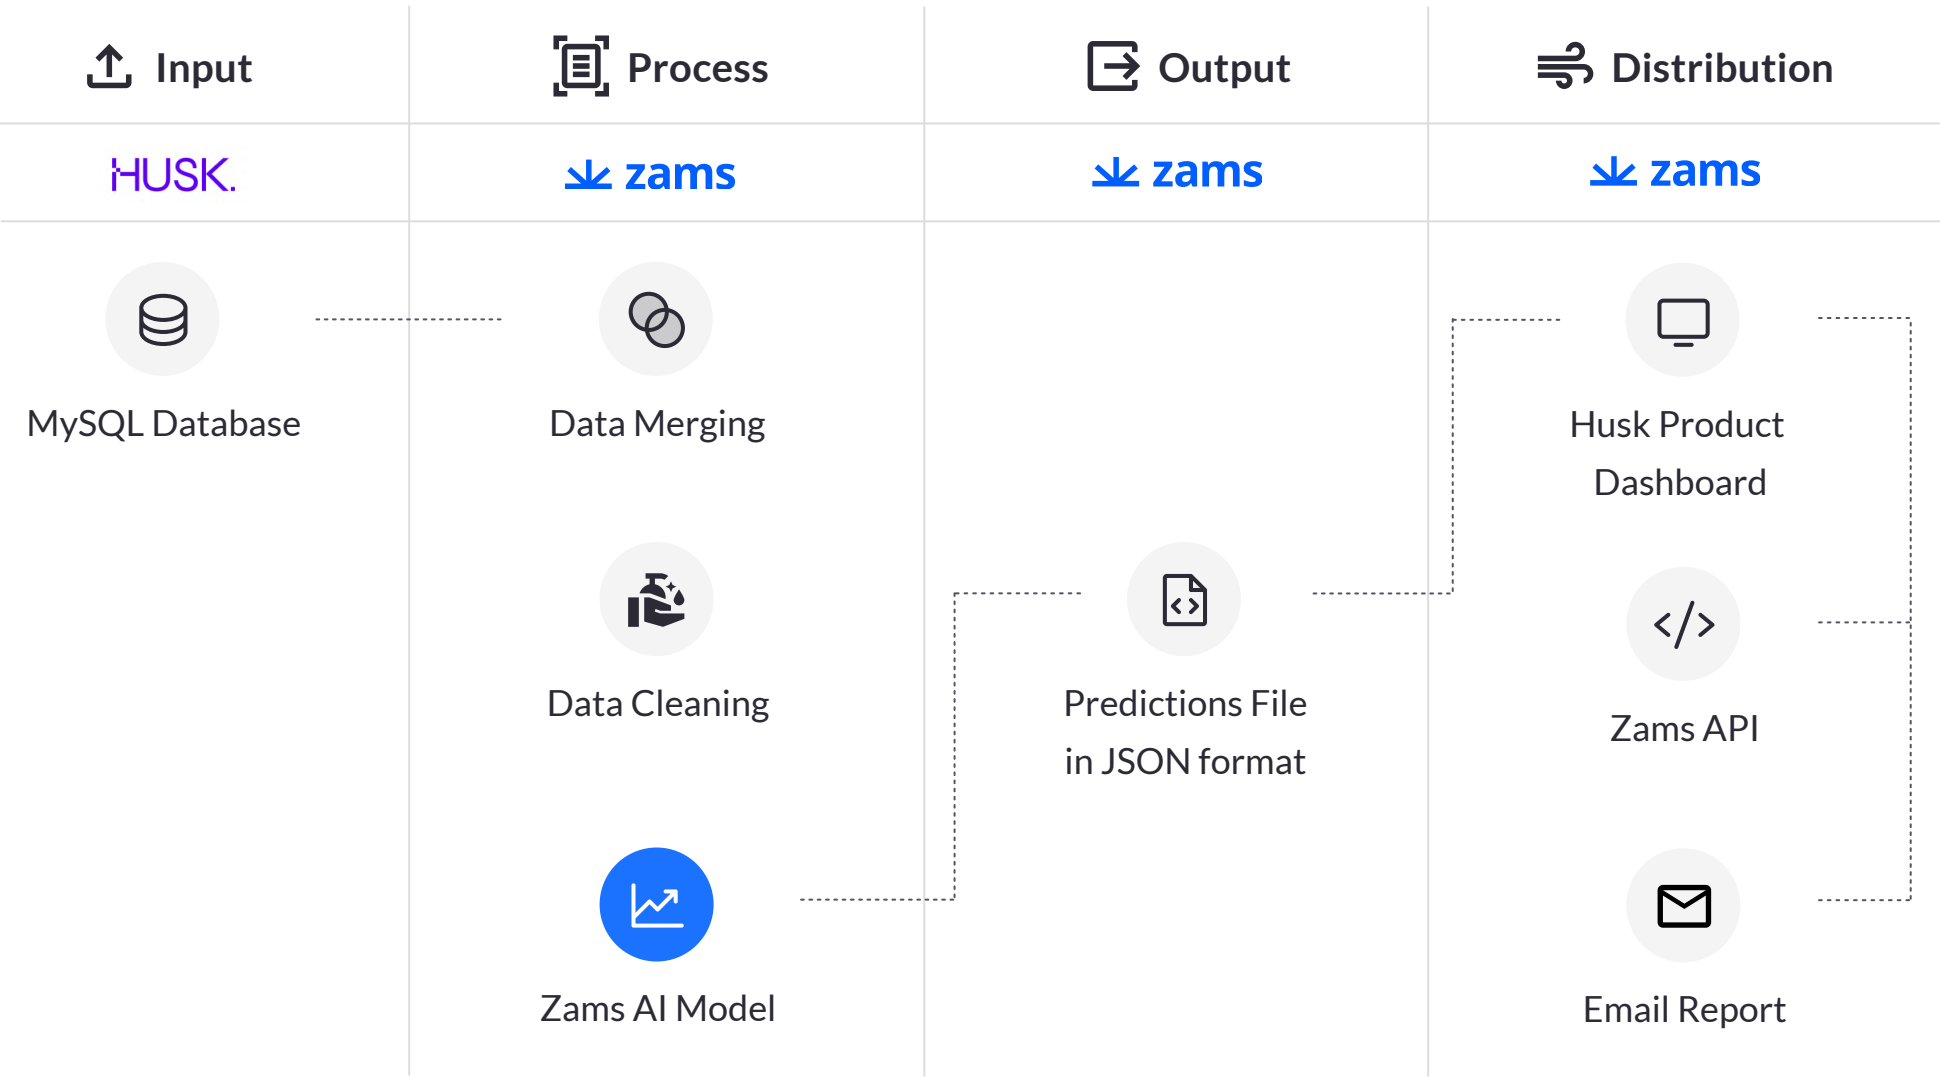 Input
Process
Output
Distribution
HUSK.
zams
zams
zams
MySQL Database
Data Merging
Data Cleaning
Zams AI Model
Predictions File
in JSON format
Husk Product
Dashboard
Zams API
Email Report